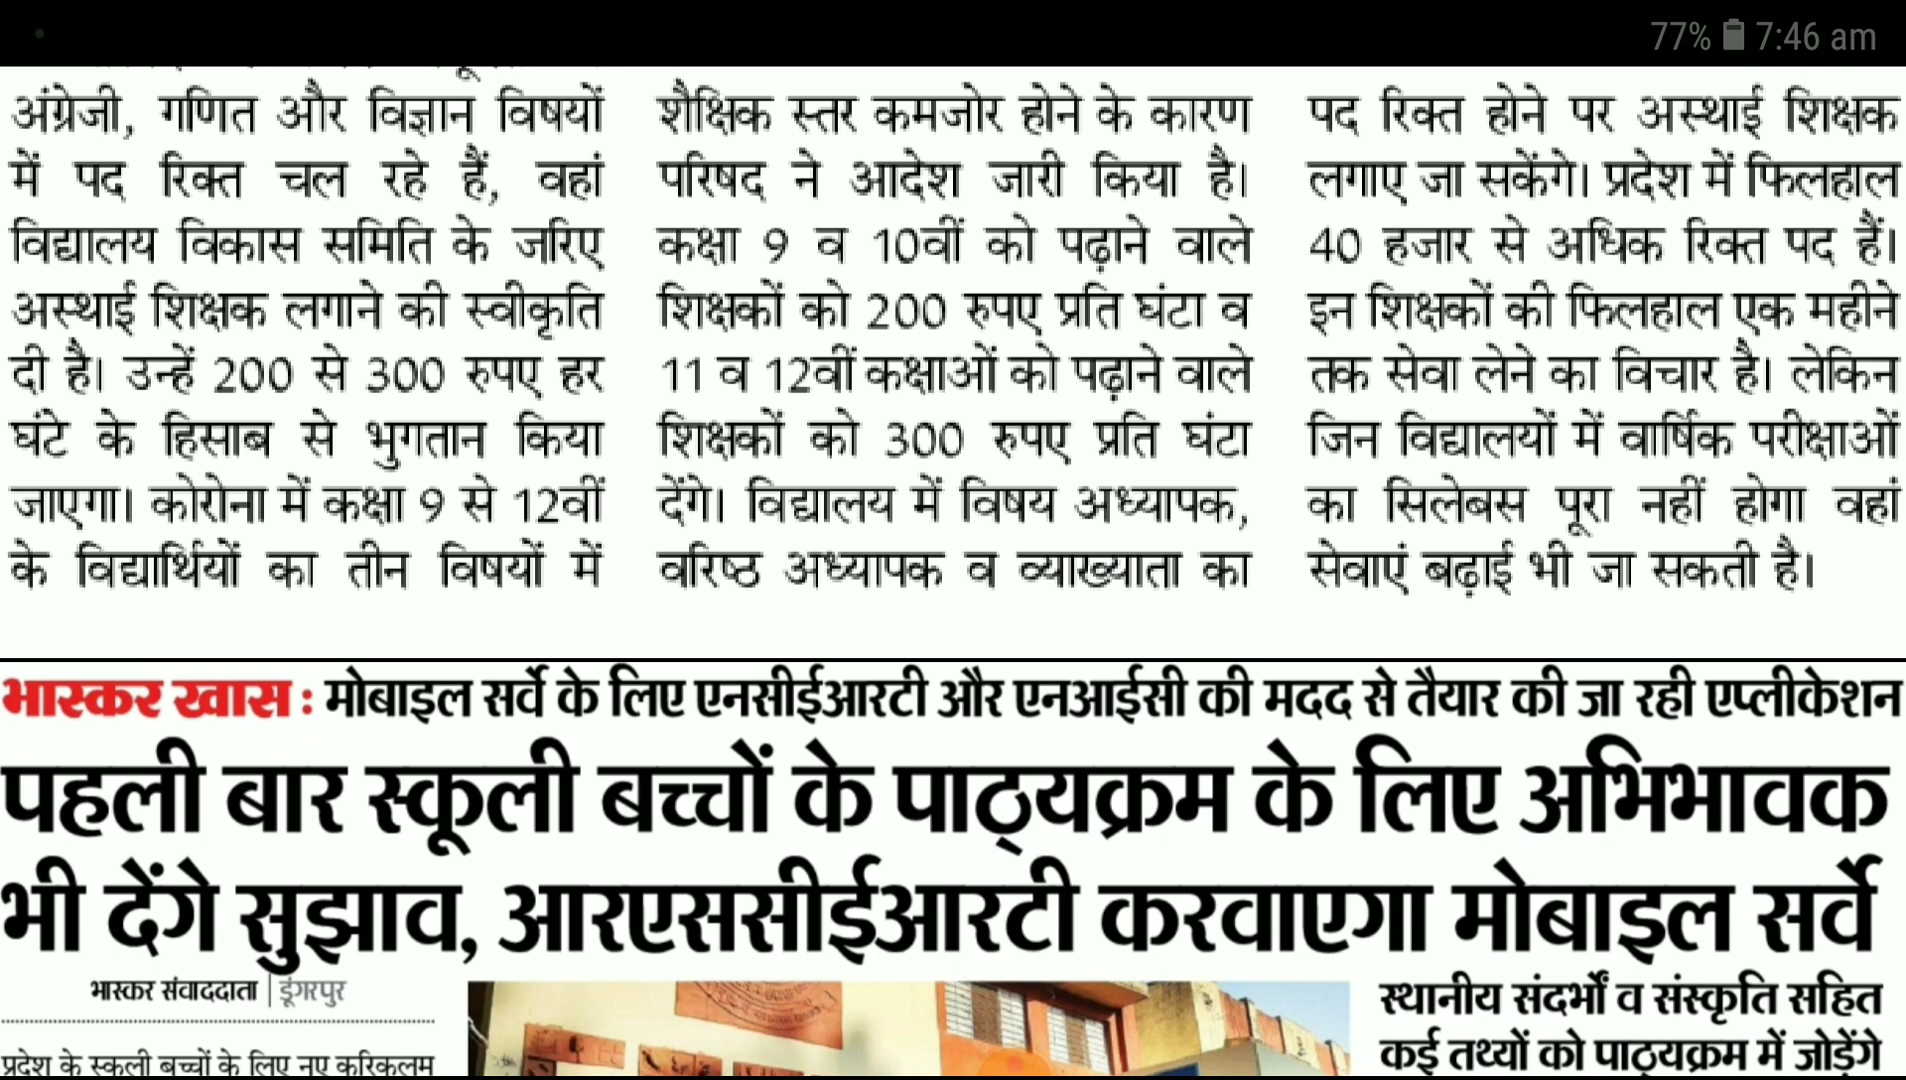 77% 7:46 am
अंग्रेजी, गणित और विज्ञान विषयों
में पद रिक्त चल रहे हैं, वहां
विद्यालय विकास समिति के जरिए
अस्थाई शिक्षक लगाने की स्वीकृति
दी है। उन्हें 200 से 300 रुपए हर
घंटे के हिसाब से भुगतान किया
जाएगा। कोरोना में कक्षा 9 से 12वीं
के विद्यार्थियों का तीन विषयों में
शैक्षिक स्तर कमजोर होने के कारण
परिषद ने आदेश जारी किया है।
कक्षा 9 व 10वीं को पढ़ाने वाले
शिक्षकों को 200 रुपए प्रति घंटा व
11 व 12वीं कक्षाओं को पढ़ाने वाले
शिक्षकों को 300 रुपए प्रति घंटा
देंगे। विद्यालय में विषय अध्यापक,
वरिष्ठ अध्यापक व व्याख्याता का
पद रिक्त होने पर अस्थाई शिक्षक
लगाए जा सकेंगे। प्रदेश में फिलहाल
40 हजार से अधिक रिक्त पद हैं।
इन शिक्षकों की फिलहाल एक महीने
तक सेवा लेने का विचार है। लेकिन
जिन विद्यालयों में वार्षिक परीक्षाओं
का सिलेबस पूरा नहीं होगा वहां
सेवाएं बढ़ाई भी जा सकती है।
भास्कर खास : मोबाइल सर्वे के लिए एनसीईआरटी और एनआईसी की मदद से तैयार की जा रही एप्लीकेशन
पहली बार स्कूली बच्चों के पाठ्यक्रम के लिए अभिभावक
भी देंगे सुझाव, आरएससीईआरटी करवाएगा मोबाइल सर्वे
भास्कर संवाददाता | डूंगरपुर
प्रदेश के स्कूली बच्चों के लिए नए करिकुलम
स्थानीय संदर्भों व संस्कृति सहित
कई तथ्यों को पाठ्यक्रम में जोड़ेंगे